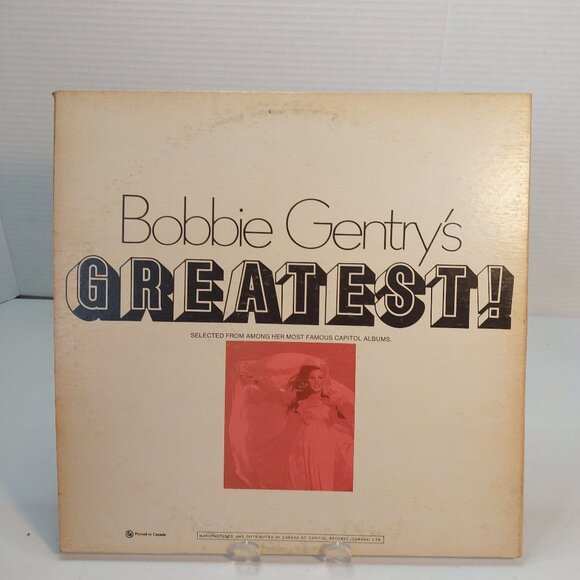 Bobbie Gentry's
GREATEST!
SELECTED FROM AMONG HER MOST FAMOUS CAPITOL ALBUMS.
Printed in Canada
MANUFACTURED AND DISTRIBUTED IN CANADA BY CAPITOL RECORDS (CANADA) LTD.